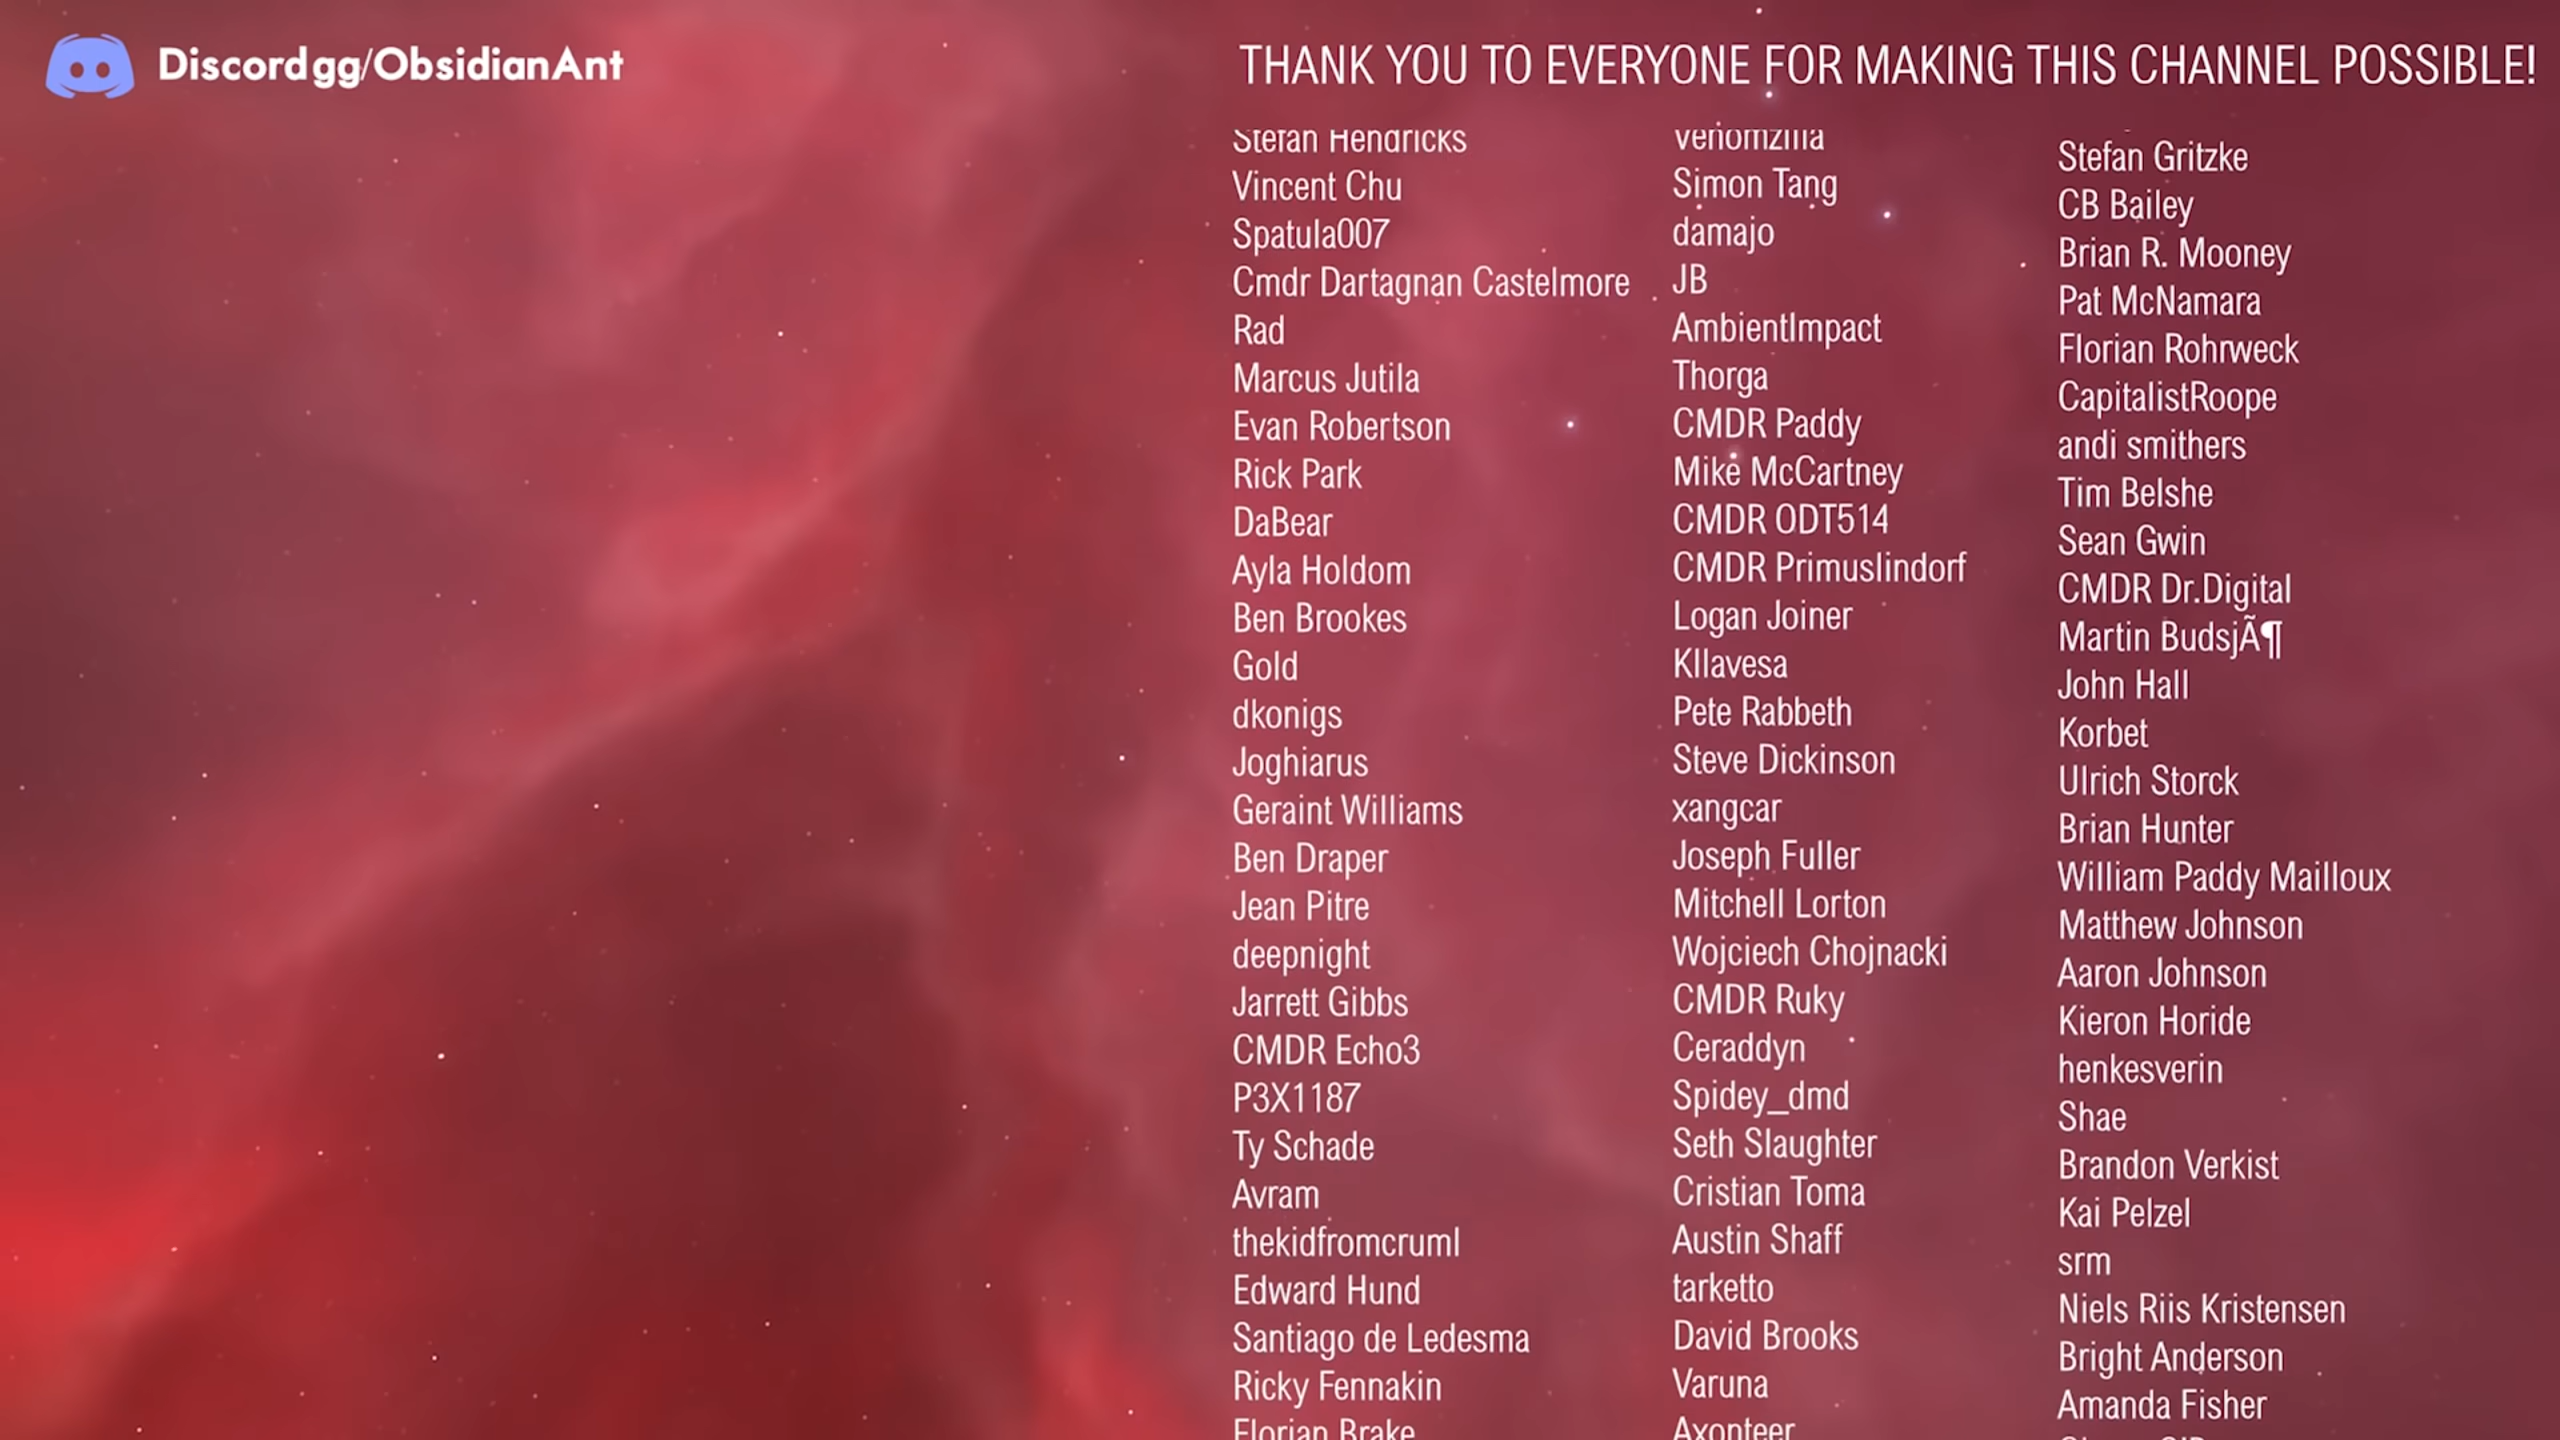 Discordgg/ObsidianAnt
THANK YOU TO EVERYONE FOR MAKING THIS CHANNEL POSSIBLE!
Stefan Hendricks
Vincent Chu
Spatula007
Cmdr Dartagnan Castelmore
Rad
Marcus Jutila
Evan Robertson
Rick Park
DaBear
Ayla Holdom
Ben Brookes
Gold
dkonigs
Joghiarus
Geraint Williams
Ben Draper
Jean Pitre
deepnight
Jarrett Gibbs
CMDR Echo3
P3X1187
Ty Schade
Avram
thekidfromcruml
Edward Hund
Santiago de Ledesma
Ricky Fennakin
Florian Brake
venomzilla
Simon Tang
damajo
JB
AmbientImpact
Thorga
CMDR Paddy
Mike McCartney
CMDR ODT514
CMDR Primuslindorf
Logan Joiner
Kllavesa
Pete Rabbeth
Steve Dickinson
xangcar
Joseph Fuller
Mitchell Lorton
Wojciech Chojnacki
CMDR Ruky
Ceraddyn
Spidey_dmd
Seth Slaughter
Cristian Toma
Austin Shaff
tarketto
David Brooks
Varuna
Axonteer
Stefan Gritzke
CB Bailey
Brian R. Mooney
Pat McNamara
Florian Rohrweck
CapitalistRoope
andi smithers
Tim Belshe
Sean Gwin
CMDR Dr.Digital
Martin BudsjÃ¶
John Hall
Korbet
Ulrich Storck
Brian Hunter
William Paddy Mailloux
Matthew Johnson
Aaron Johnson
Kieron Horide
henkesverin
Shae
Brandon Verkist
Kai Pelzel
srm
Niels Riis Kristensen
Bright Anderson
Amanda Fisher